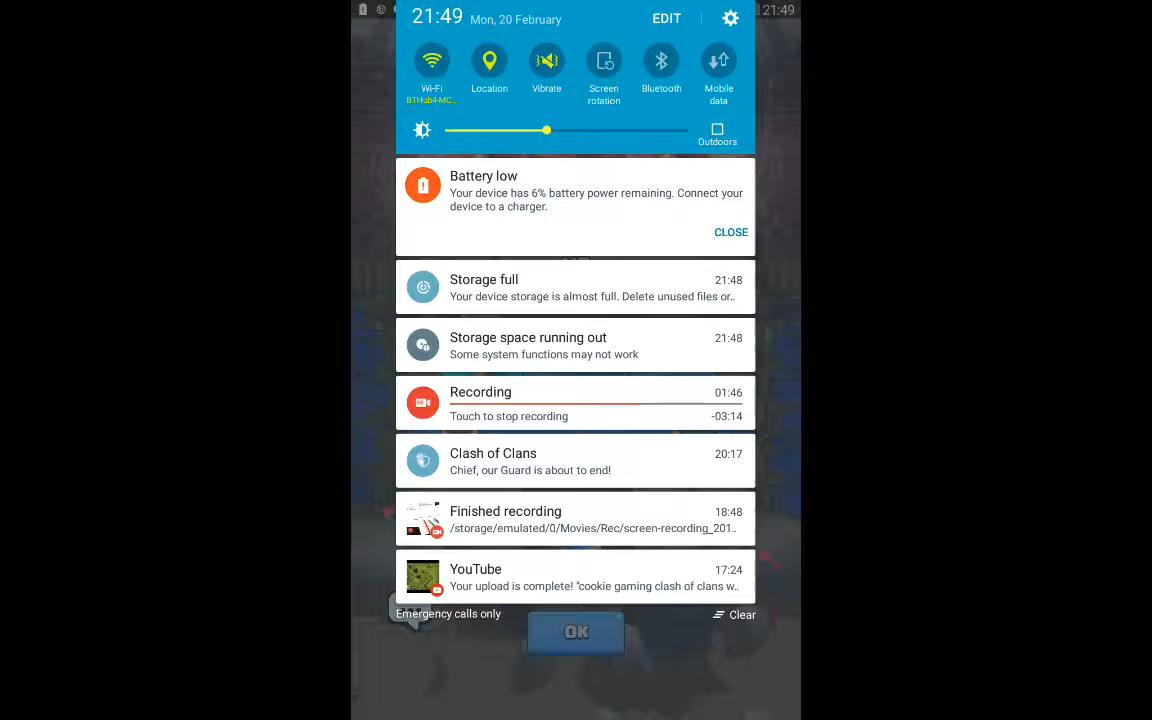 21:49 Mon, 20 February EDIT
21:49
Wi-Fi Location Vibrate Screen rotation Bluetooth Mobile data
BTHub4-MC..
Outdoors
Battery low
Your device has 6% battery power remaining. Connect your
device to a charger.
CLOSE
Storage full 21:48
Your device storage is almost full. Delete unused files or..
Storage space running out 21:48
Some system functions may not work
Recording 01:46
Touch to stop recording -03:14
Clash of Clans 20:17
Chief, our Guard is about to end!
Finished recording 18:48
/storage/emulated/0/Movies/Rec/screen-recording_201..
YouTube 17:24
Your upload is complete! "cookie gaming clash of clans w..
Emergency calls only Clear
OK